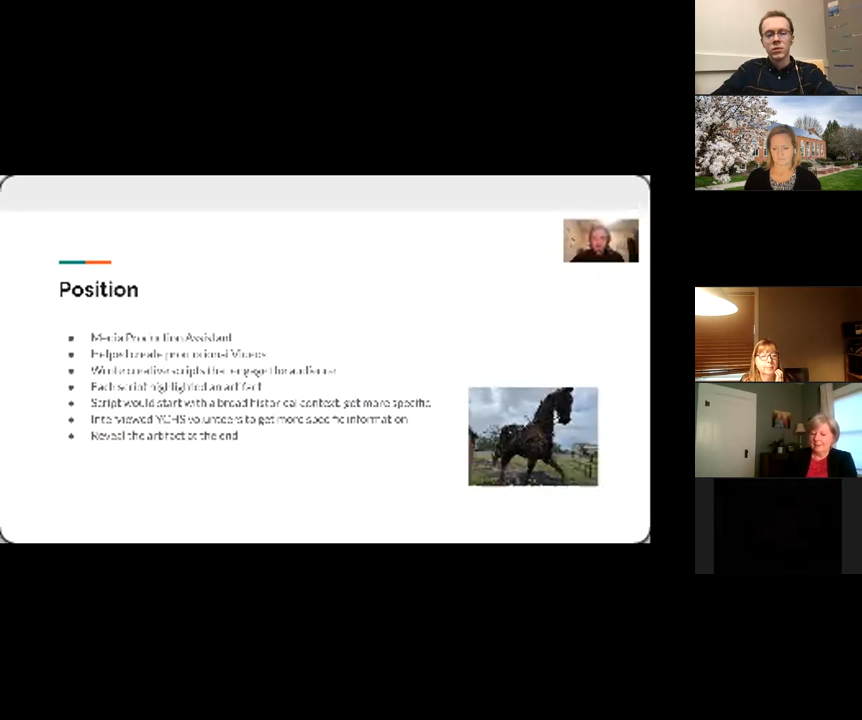 Position
Media Production Assistant
Helped create promotional Videos
Wrote creative scripts that engage the audience
Each script highlighted an artifact
Script would start with a broad historical context, get more specific
Interviewed YCHS volunteers to get more specific information
Reveal the artifact at the end